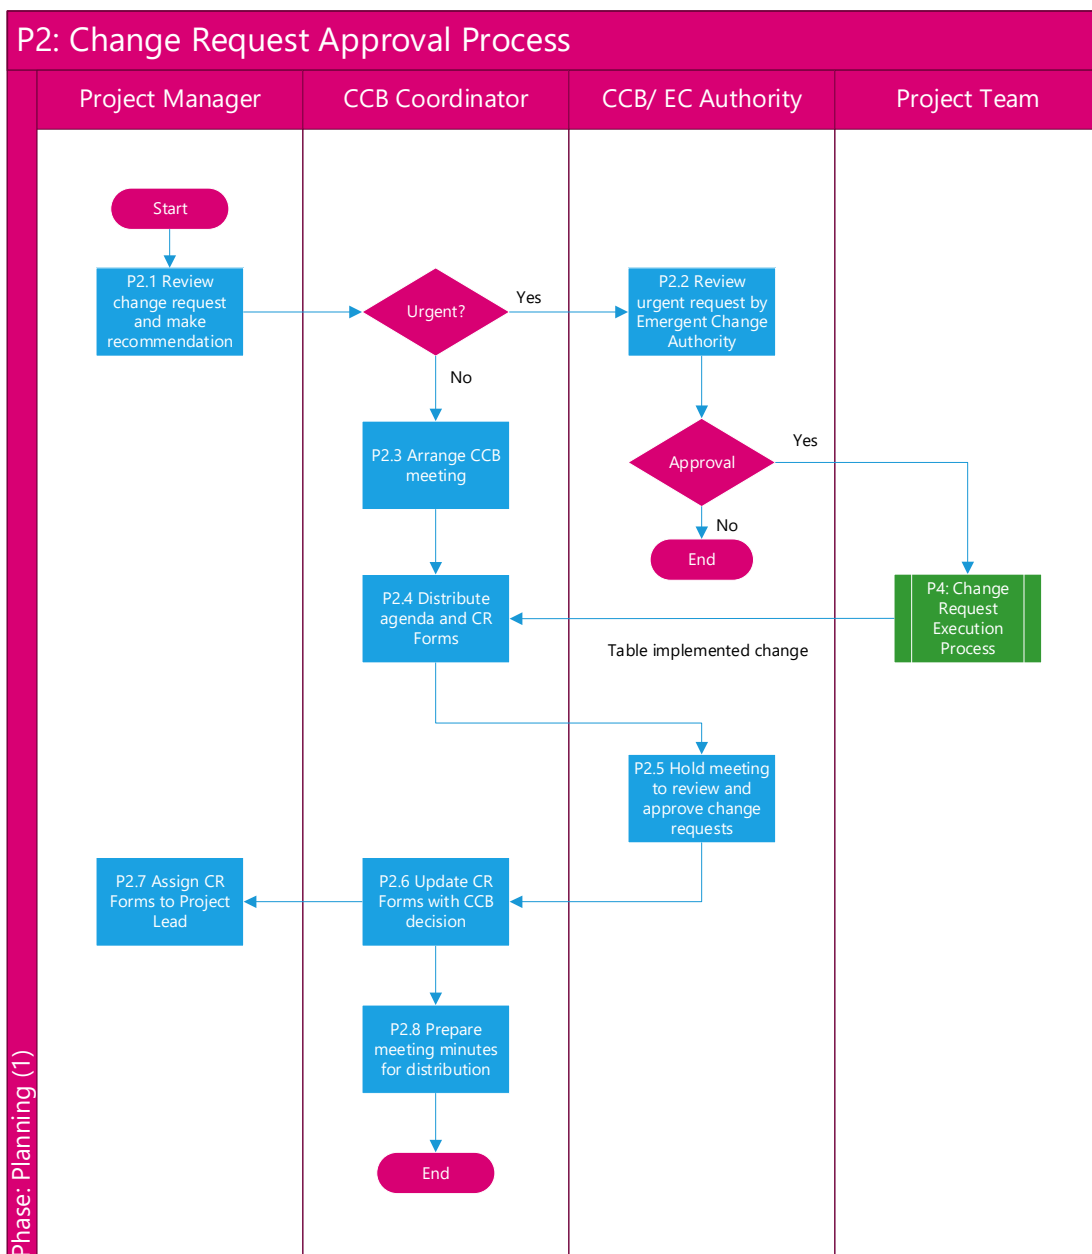 P2: Change Request Approval Process
Phase: Planning (1)
Project Manager
CCB Coordinator
CCB/ EC Authority
Project Team
Start
P2.1 Review
change request
and make
recommendation
Urgent?
Yes
No
P2.2 Review
urgent request by
Emergent Change
Authority
P2.3 Arrange CCB
meeting
Approval
Yes
No
End
P2.4 Distribute
agenda and CR
Forms
P4: Change
Request
Execution
Process
Table implemented change
P2.5 Hold meeting
to review and
approve change
requests
P2.7 Assign CR
Forms to Project
Lead
P2.6 Update CR
Forms with CCB
decision
P2.8 Prepare
meeting minutes
for distribution
End